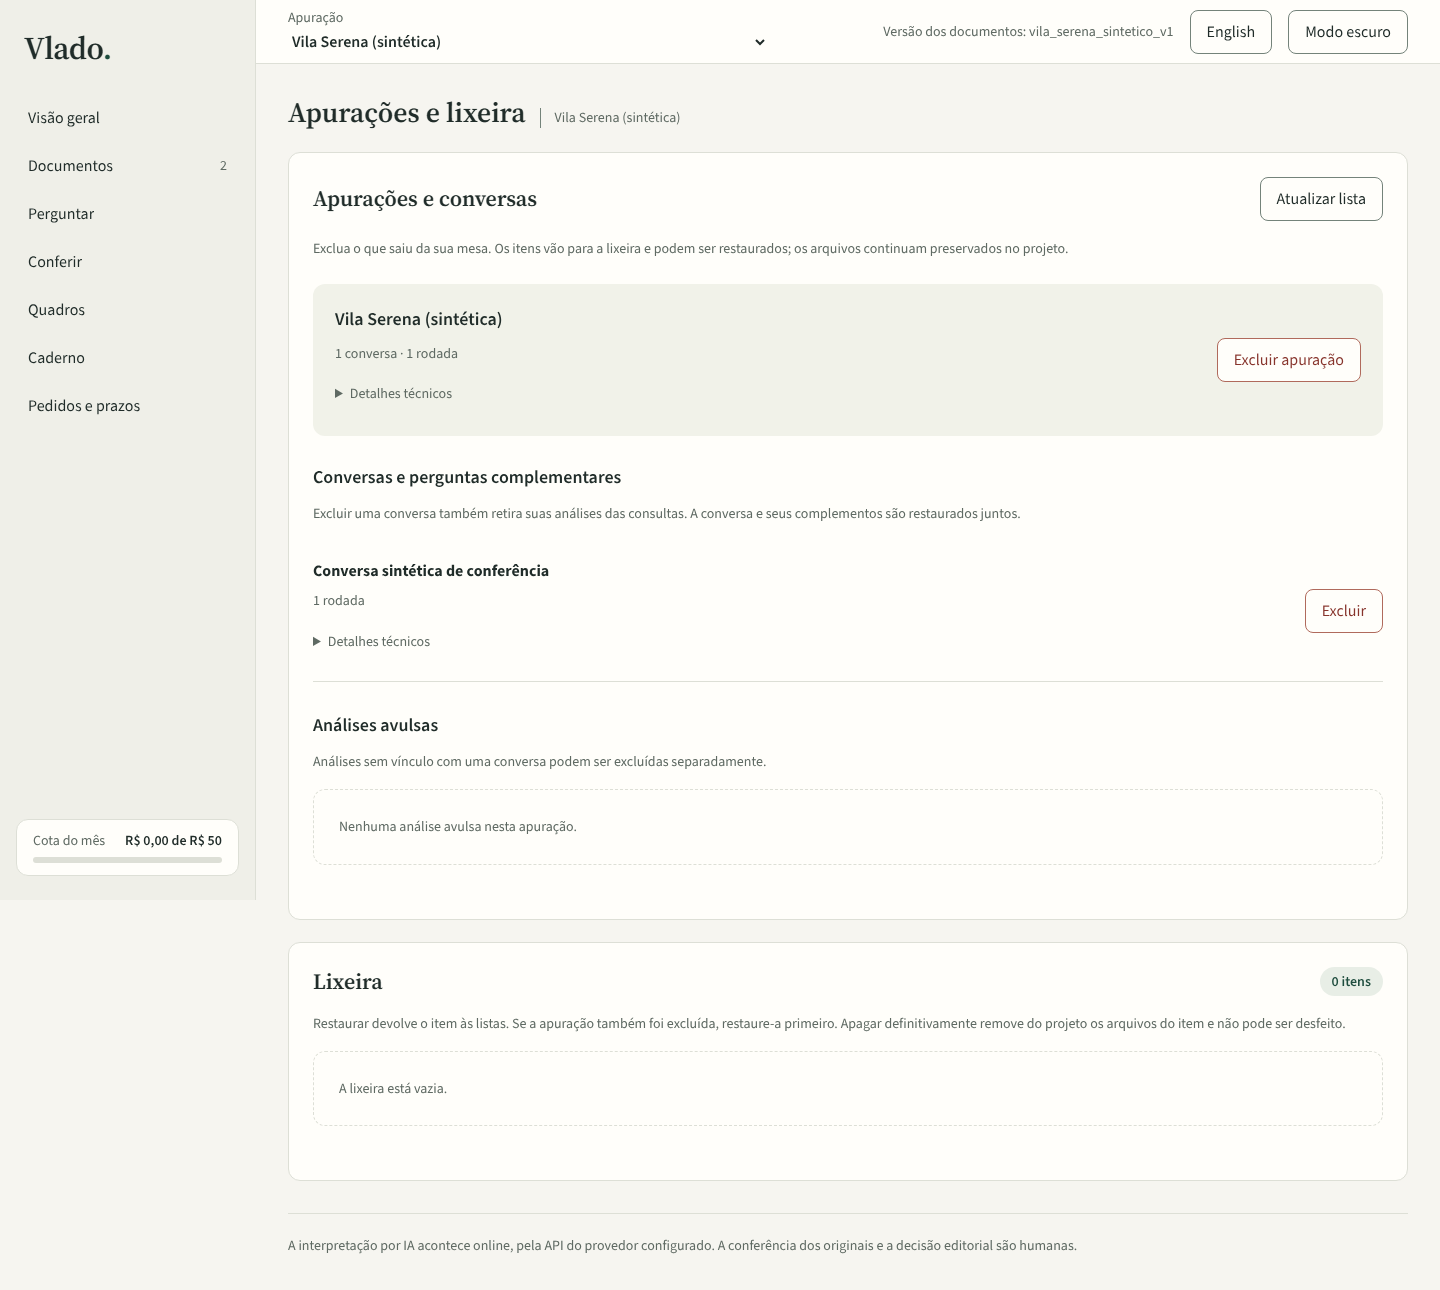 Vlado.
Visão geral
Documentos 2
Perguntar
Conferir
Quadros
Caderno
Pedidos e prazos
Cota do mês R$ 0,00 de R$ 50
Apuração
Vila Serena (sintética)
Versão dos documentos: vila_serena_sintetico_v1
English
Modo escuro
Apurações e lixeira
Vila Serena (sintética)
Apurações e conversas
Atualizar lista
Exclua o que saiu da sua mesa. Os itens vão para a lixeira e podem ser restaurados; os arquivos continuam preservados no projeto.
Vila Serena (sintética)
1 conversa · 1 rodada
Detalhes técnicos
Excluir apuração
Conversas e perguntas complementares
Excluir uma conversa também retira suas análises das consultas. A conversa e seus complementos são restaurados juntos.
Conversa sintética de conferência
1 rodada
Detalhes técnicos
Excluir
Análises avulsas
Análises sem vínculo com uma conversa podem ser excluídas separadamente.
Nenhuma análise avulsa nesta apuração.
Lixeira
0 itens
Restaurar devolve o item às listas. Se a apuração também foi excluída, restaure-a primeiro. Apagar definitivamente remove do projeto os arquivos do item e não pode ser desfeito.
A lixeira está vazia.
A interpretação por IA acontece online, pela API do provedor configurado. A conferência dos originais e a decisão editorial são humanas.